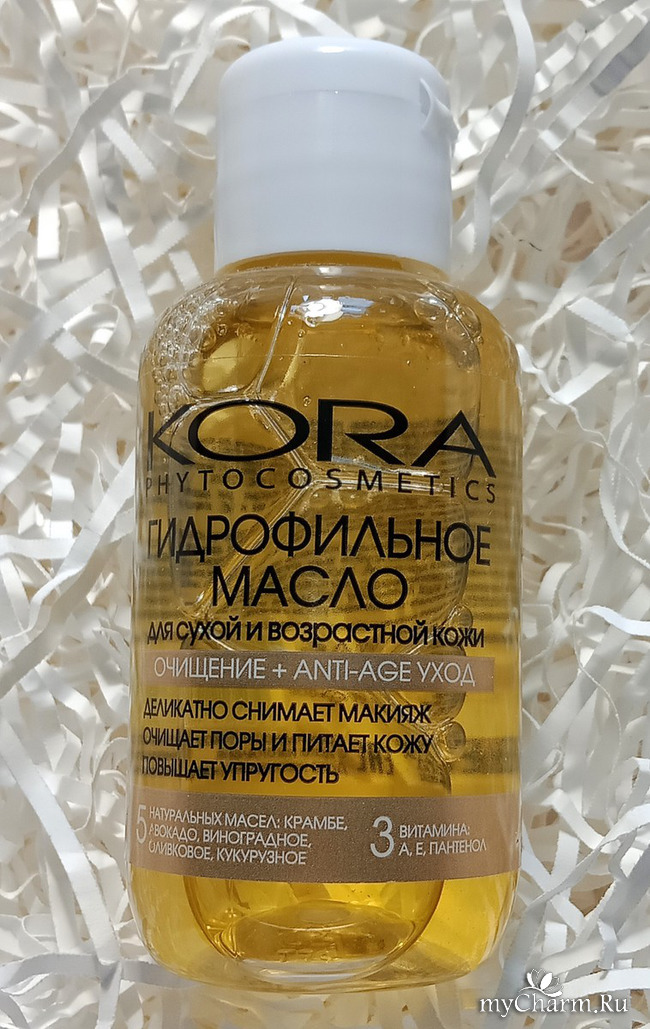 KORA
PHYTOCOSMETICS
ГИДРОФИЛЬНОЕ
МАСЛО
ДЛЯ СУХОЙ И ВОЗРАСТНОЙ КОЖИ
ОЧИЩЕНИЕ + ANTI-AGE УХОД
ДЕЛИКАТНО СНИМАЕТ МАКИЯЖ
ОЧИЩАЕТ ПОРЫ И ПИТАЕТ КОЖУ
ПОВЫШАЕТ УПРУГОСТЬ
5 НАТУРАЛЬНЫХ МАСЕЛ: КРАМБЕ,
АВОКАДО, ВИНОГРАДНОЕ,
ОЛИВКОВОЕ, КУКУРУЗНОЕ
3 ВИТАМИНА:
А, Е, ПАНТЕНОЛ
myCharm.Ru